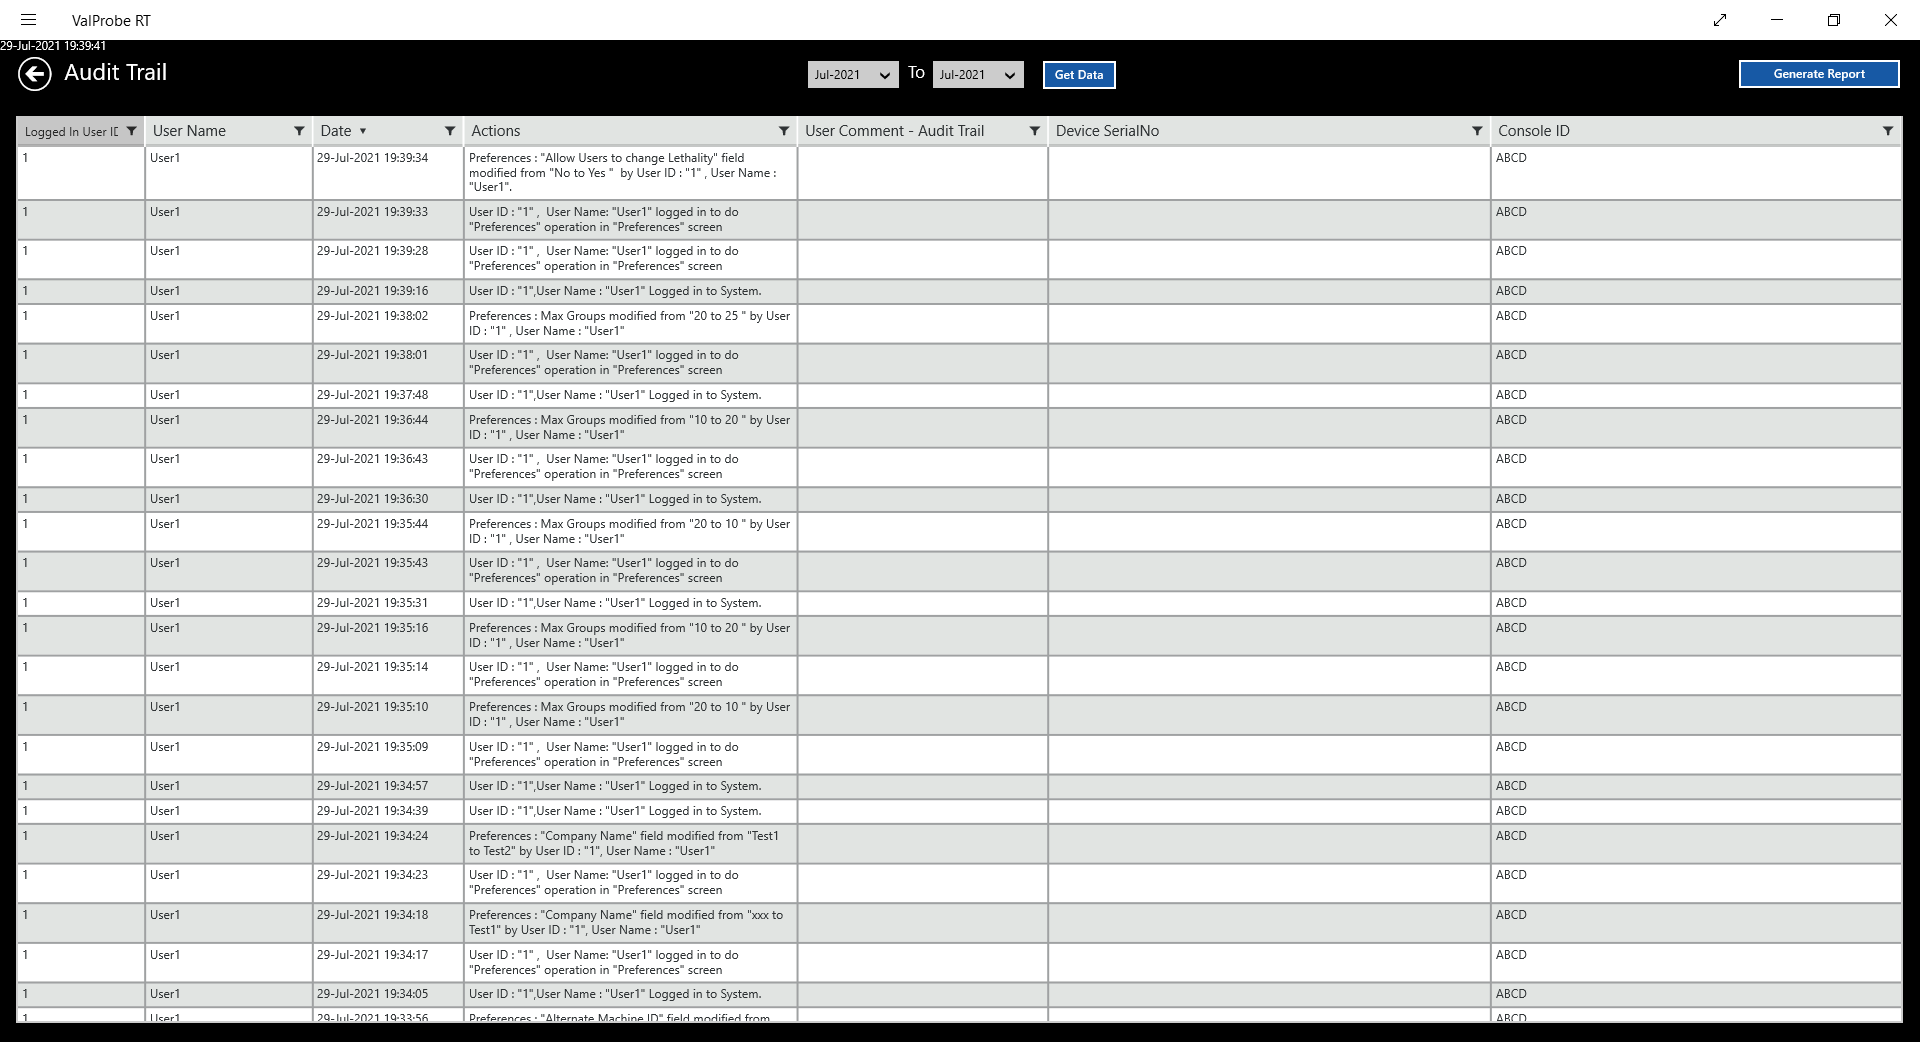 ValProbe RT
29-Jul-2021 19:39:41
Audit Trail
Jul-2021 To Jul-2021 Get Data Generate Report
Logged In User ID User Name Date Actions User Comment - Audit Trail Device SerialNo Console ID
1 User1 29-Jul-2021 19:39:34 Preferences : "Allow Users to change Lethality" field ABCD
modified from "No to Yes "  by User ID : "1" , User Name :
"User1".
1 User1 29-Jul-2021 19:39:33 User ID : "1" ,  User Name: "User1" logged in to do ABCD
"Preferences" operation in "Preferences" screen
1 User1 29-Jul-2021 19:39:28 User ID : "1" ,  User Name: "User1" logged in to do ABCD
"Preferences" operation in "Preferences" screen
1 User1 29-Jul-2021 19:39:16 User ID : "1",User Name : "User1" Logged in to System. ABCD
1 User1 29-Jul-2021 19:38:02 Preferences : Max Groups modified from "20 to 25 " by User ABCD
ID : "1" , User Name : "User1"
1 User1 29-Jul-2021 19:38:01 User ID : "1" ,  User Name: "User1" logged in to do ABCD
"Preferences" operation in "Preferences" screen
1 User1 29-Jul-2021 19:37:48 User ID : "1",User Name : "User1" Logged in to System. ABCD
1 User1 29-Jul-2021 19:36:44 Preferences : Max Groups modified from "10 to 20 " by User ABCD
ID : "1" , User Name : "User1"
1 User1 29-Jul-2021 19:36:43 User ID : "1" ,  User Name: "User1" logged in to do ABCD
"Preferences" operation in "Preferences" screen
1 User1 29-Jul-2021 19:36:30 User ID : "1",User Name : "User1" Logged in to System. ABCD
1 User1 29-Jul-2021 19:35:44 Preferences : Max Groups modified from "20 to 10 " by User ABCD
ID : "1" , User Name : "User1"
1 User1 29-Jul-2021 19:35:43 User ID : "1" ,  User Name: "User1" logged in to do ABCD
"Preferences" operation in "Preferences" screen
1 User1 29-Jul-2021 19:35:31 User ID : "1",User Name : "User1" Logged in to System. ABCD
1 User1 29-Jul-2021 19:35:16 Preferences : Max Groups modified from "10 to 20 " by User ABCD
ID : "1" , User Name : "User1"
1 User1 29-Jul-2021 19:35:14 User ID : "1" ,  User Name: "User1" logged in to do ABCD
"Preferences" operation in "Preferences" screen
1 User1 29-Jul-2021 19:35:10 Preferences : Max Groups modified from "20 to 10 " by User ABCD
ID : "1" , User Name : "User1"
1 User1 29-Jul-2021 19:35:09 User ID : "1" ,  User Name: "User1" logged in to do ABCD
"Preferences" operation in "Preferences" screen
1 User1 29-Jul-2021 19:34:57 User ID : "1",User Name : "User1" Logged in to System. ABCD
1 User1 29-Jul-2021 19:34:39 User ID : "1",User Name : "User1" Logged in to System. ABCD
1 User1 29-Jul-2021 19:34:24 Preferences : "Company Name" field modified from "Test1 ABCD
to Test2" by User ID : "1", User Name : "User1"
1 User1 29-Jul-2021 19:34:23 User ID : "1" ,  User Name: "User1" logged in to do ABCD
"Preferences" operation in "Preferences" screen
1 User1 29-Jul-2021 19:34:18 Preferences : "Company Name" field modified from "xxx to ABCD
Test1" by User ID : "1", User Name : "User1"
1 User1 29-Jul-2021 19:34:17 User ID : "1" ,  User Name: "User1" logged in to do ABCD
"Preferences" operation in "Preferences" screen
1 User1 29-Jul-2021 19:34:05 User ID : "1",User Name : "User1" Logged in to System. ABCD
1 User1 29-Jul-2021 19:33:56 Preferences : "Alternate Machine ID" field modified from ABCD